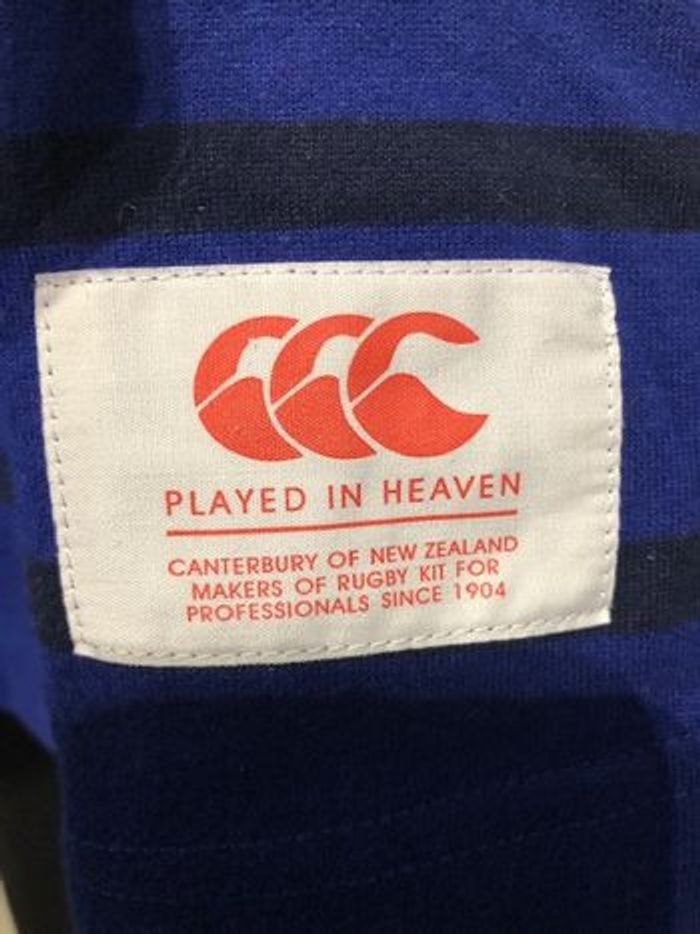 PLAYED IN HEAVEN
CANTERBURY OF NEW ZEALAND
MAKERS OF RUGBY KIT FOR
PROFESSIONALS SINCE 1904